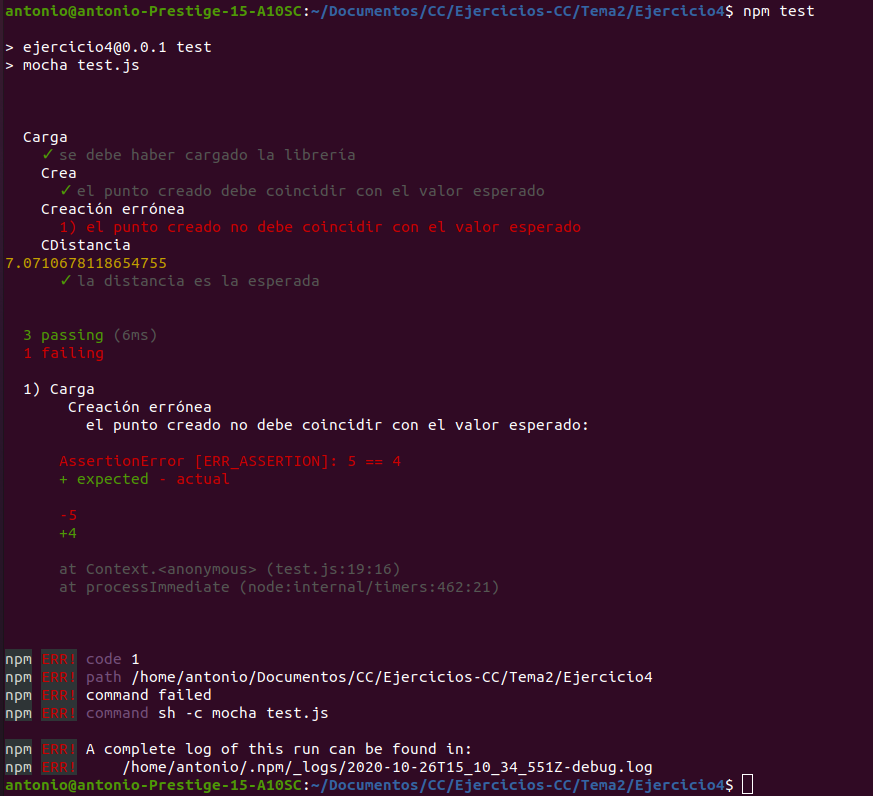 antonio@antonio-Prestige-15-A10SC:~/Documentos/CC/Ejercicios-CC/Tema2/Ejercicio4$ npm test
> ejercicio4@0.0.1 test
> mocha test.js
Carga
✓ se debe haber cargado la librería
Crea
✓ el punto creado debe coincidir con el valor esperado
Creación errónea
1) el punto creado no debe coincidir con el valor esperado
CDistancia
7.0710678118654755
✓ la distancia es la esperada
3 passing (6ms)
1 failing
1) Carga
Creación errónea
el punto creado no debe coincidir con el valor esperado:
AssertionError [ERR_ASSERTION]: 5 == 4
+ expected - actual
-5
+4
at Context.<anonymous> (test.js:19:16)
at processImmediate (node:internal/timers:462:21)
npm ERR! code 1
npm ERR! path /home/antonio/Documentos/CC/Ejercicios-CC/Tema2/Ejercicio4
npm ERR! command failed
npm ERR! command sh -c mocha test.js
npm ERR! A complete log of this run can be found in:
npm ERR!     /home/antonio/.npm/_logs/2020-10-26T15_10_34_551Z-debug.log
antonio@antonio-Prestige-15-A10SC:~/Documentos/CC/Ejercicios-CC/Tema2/Ejercicio4$